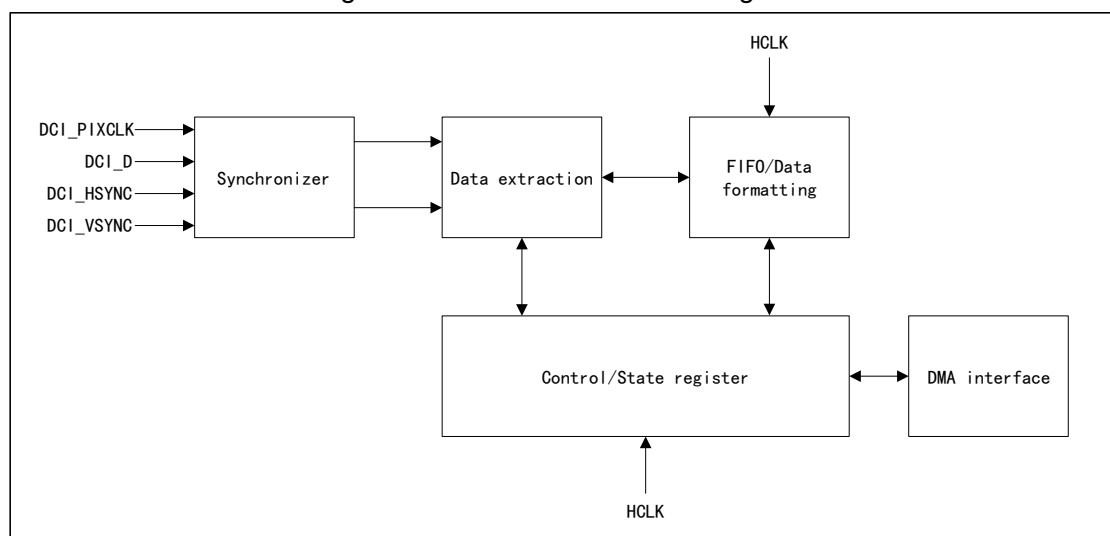 HCLK
DCI_PIXCLK
DCI_D
DCI_HSYNC
DCI_VSYNC
Synchronizer
Data extraction
FIFO/Data
formatting
Control/State register
DMA interface
HCLK